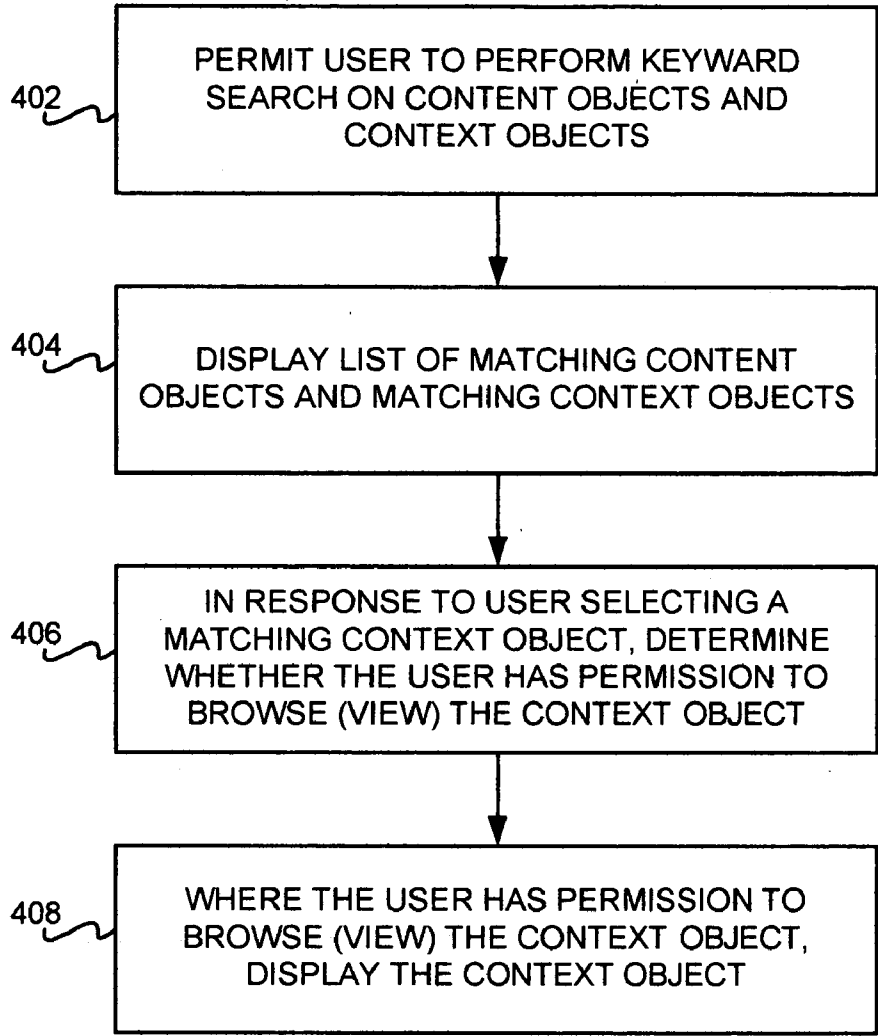 402
PERMIT USER TO PERFORM KEYWARD
SEARCH ON CONTENT OBJECTS AND
CONTEXT OBJECTS
404
DISPLAY LIST OF MATCHING CONTENT
OBJECTS AND MATCHING CONTEXT OBJECTS
406
IN RESPONSE TO USER SELECTING A
MATCHING CONTEXT OBJECT, DETERMINE
WHETHER THE USER HAS PERMISSION TO
BROWSE (VIEW) THE CONTEXT OBJECT
408
WHERE THE USER HAS PERMISSION TO
BROWSE (VIEW) THE CONTEXT OBJECT,
DISPLAY THE CONTEXT OBJECT